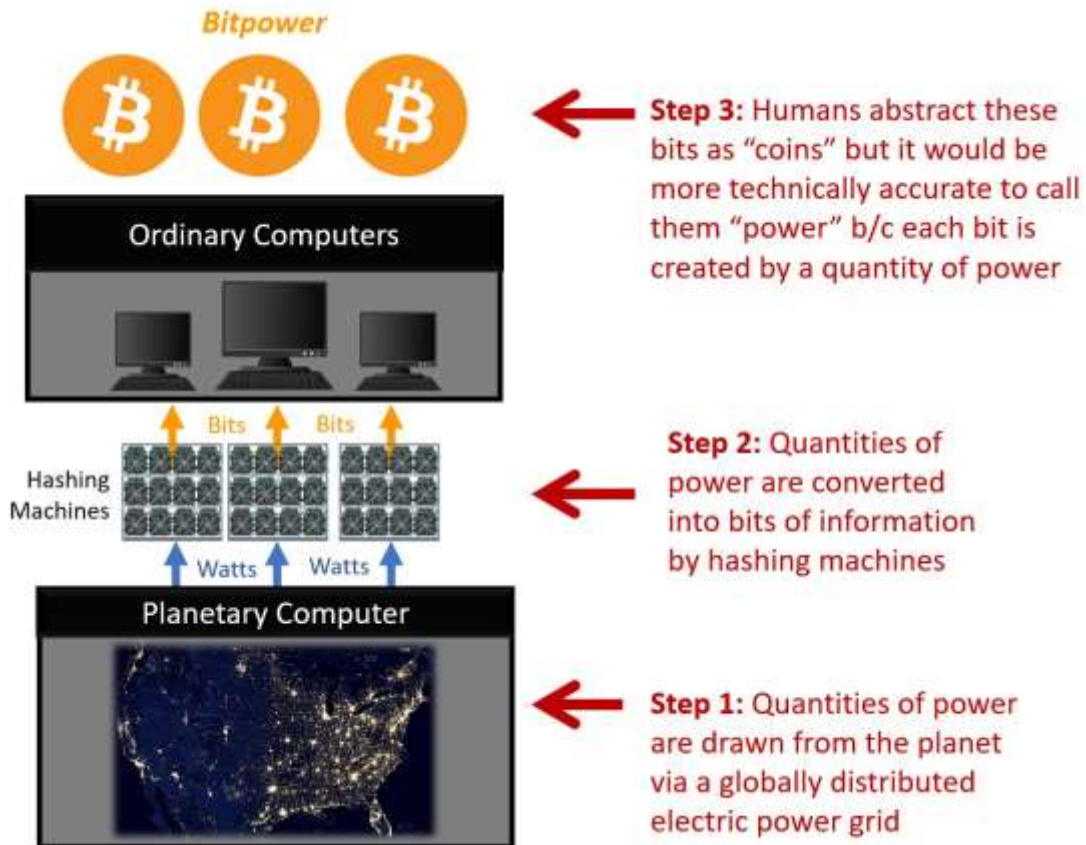 Bitpower
Step 3: Humans abstract these
bits as “coins” but it would be
more technically accurate to call
them “power” b/c each bit is
created by a quantity of power
Ordinary Computers
Bits Bits
Hashing
Machines
Step 2: Quantities of
power are converted
into bits of information
by hashing machines
Watts Watts
Planetary Computer
Step 1: Quantities of power
are drawn from the planet
via a globally distributed
electric power grid